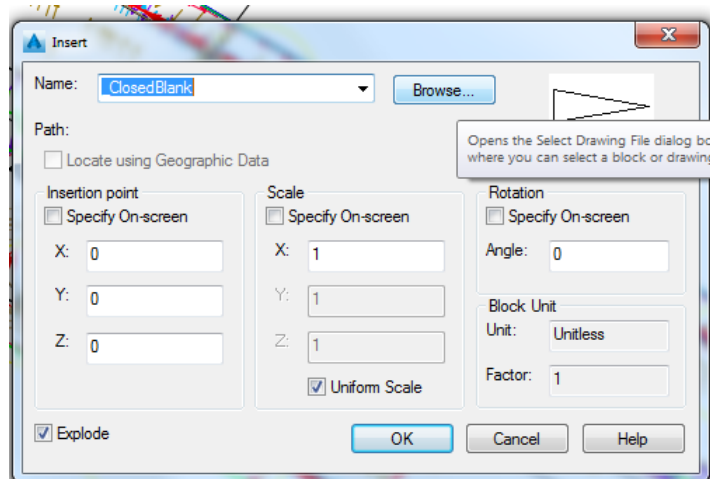 Insert
Name: _ClosedBlank Browse...
Path:
Opens the Select Drawing File dialog bo
where you can select a block or drawing
Locate using Geographic Data
Insertion point Scale Rotation
Specify On-screen Specify On-screen Specify On-screen
X: 0 X: 1 Angle: 0
Y: 0 Y: 1 Block Unit
Z: 0 Z: 1 Unit: Unitless
Uniform Scale Factor: 1
Explode OK Cancel Help